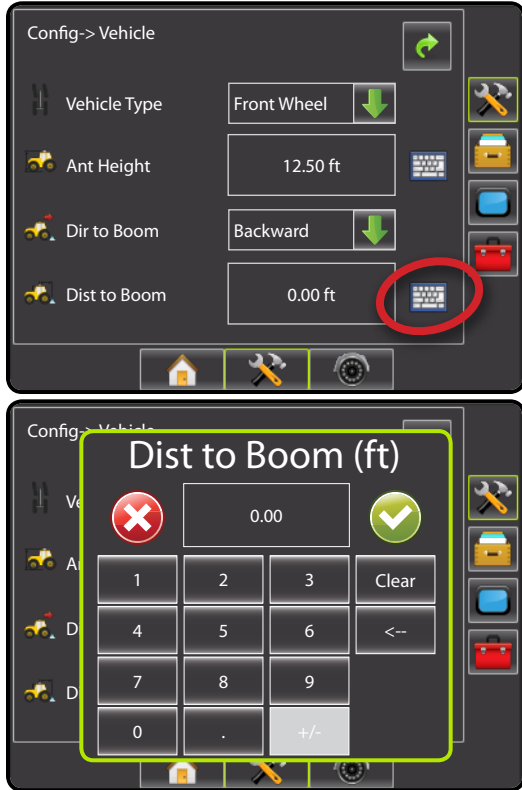 Config-> Vehicle
Vehicle Type Front Wheel
Ant Height 12.50 ft
Dir to Boom Backward
Dist to Boom 0.00 ft
Config-> Vehicle
Dist to Boom (ft)
0.00
1 2 3 Clear
4 5 6 <--
7 8 9
0 . +/-
Ve
A
D
D